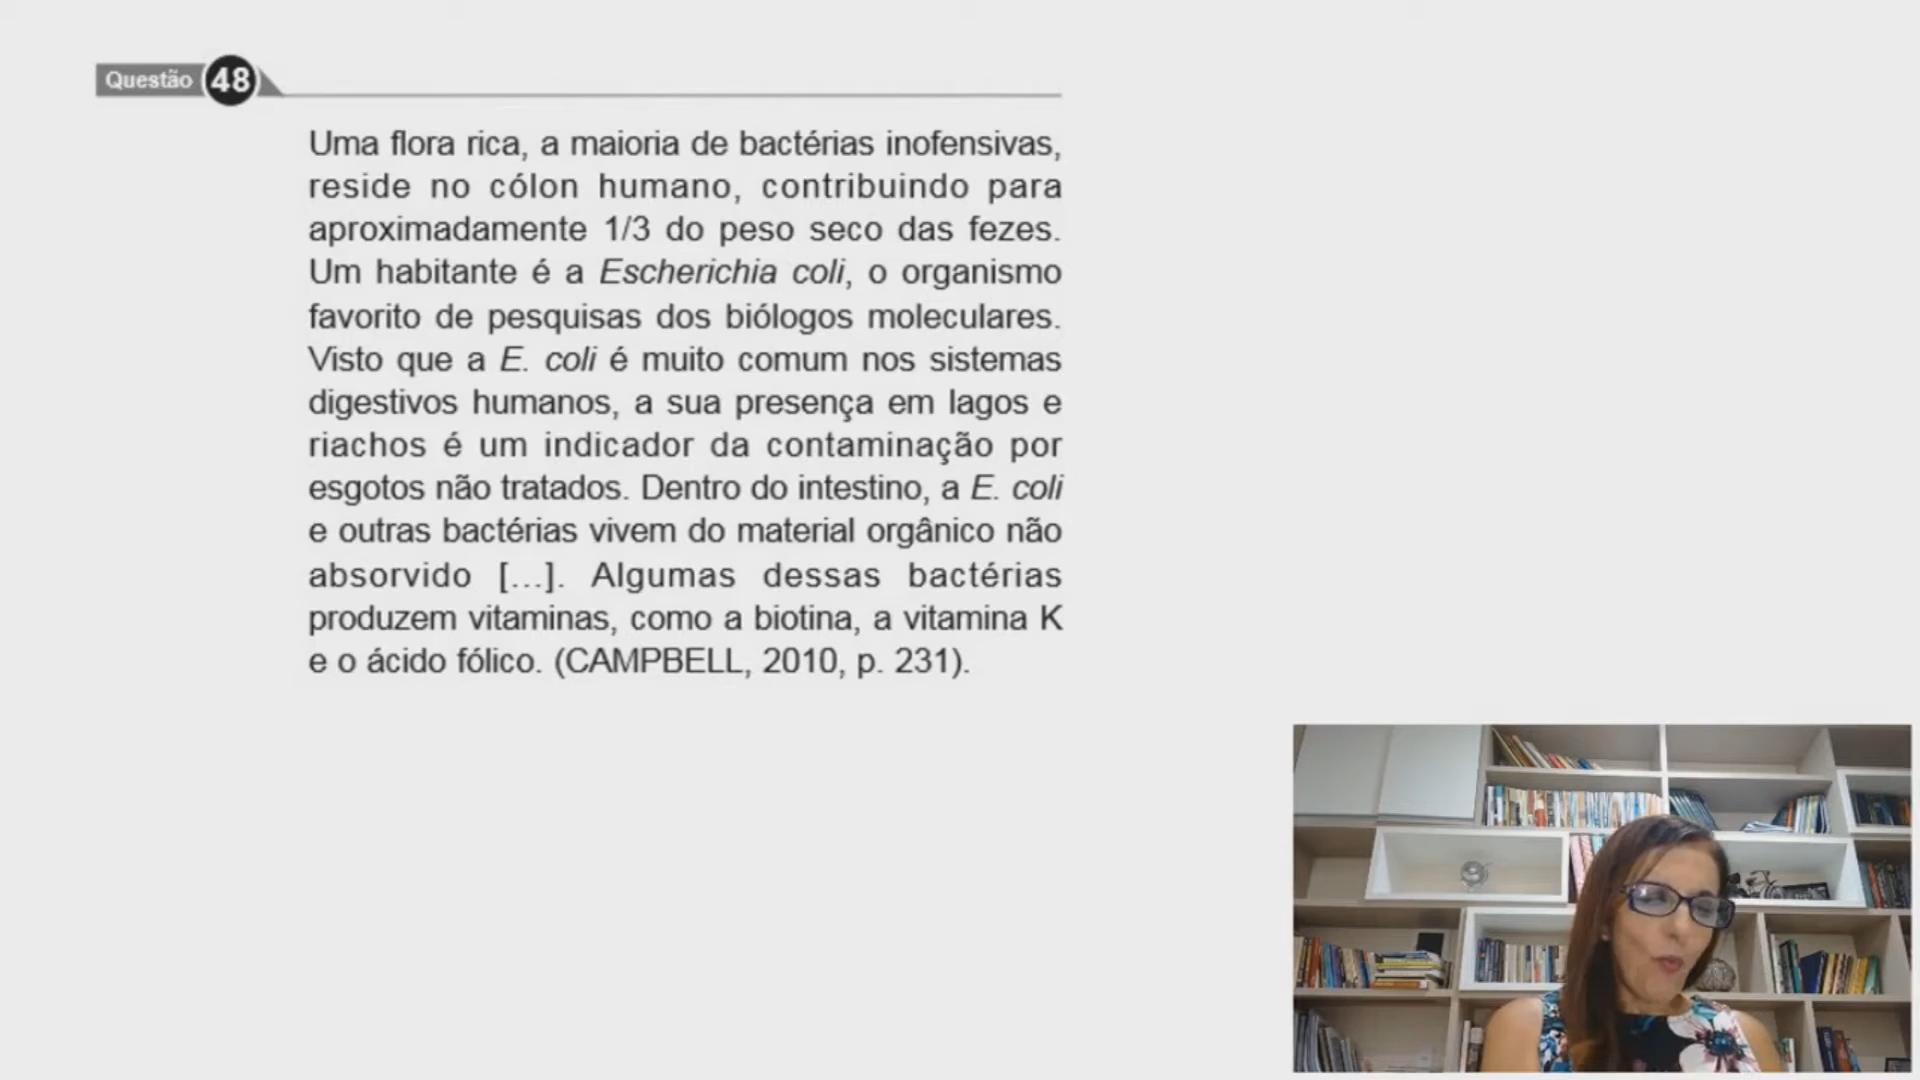 Questão 48
Uma flora rica, a maioria de bactérias inofensivas,
reside no cólon humano, contribuindo para
aproximadamente 1/3 do peso seco das fezes.
Um habitante é a Escherichia coli, o organismo
favorito de pesquisas dos biólogos moleculares.
Visto que a E. coli é muito comum nos sistemas
digestivos humanos, a sua presença em lagos e
riachos é um indicador da contaminação por
esgotos não tratados. Dentro do intestino, a E. coli
e outras bactérias vivem do material orgânico não
absorvido [...]. Algumas dessas bactérias
produzem vitaminas, como a biotina, a vitamina K
e o ácido fólico. (CAMPBELL, 2010, p. 231).